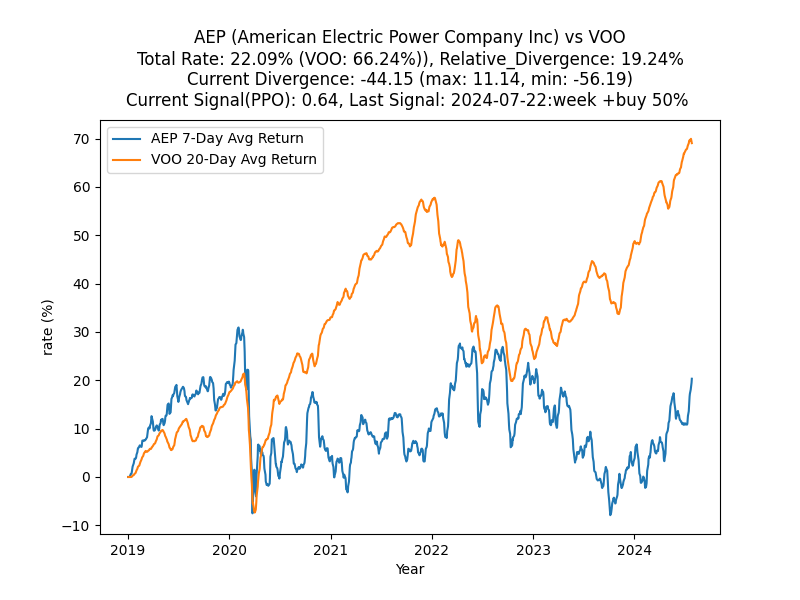 AEP (American Electric Power Company Inc) vs VOO
Total Rate: 22.09% (VOO: 66.24%)), Relative_Divergence: 19.24%
Current Divergence: -44.15 (max: 11.14, min: -56.19)
Current Signal(PPO): 0.64, Last Signal: 2024-07-22:week +buy 50%
AEP 7-Day Avg Return
VOO 20-Day Avg Return
70
60
50
40
30
20
10
0
−10
rate (%)
2019 2020 2021 2022 2023 2024
Year